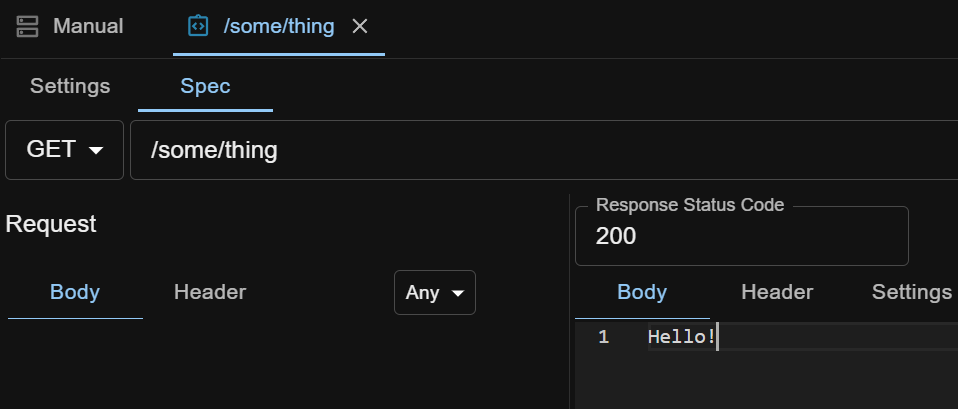 Manual /some/thing
Settings Spec
GET /some/thing
Request
Response Status Code
200
Body Header Any
Body Header Settings
1 Hello!